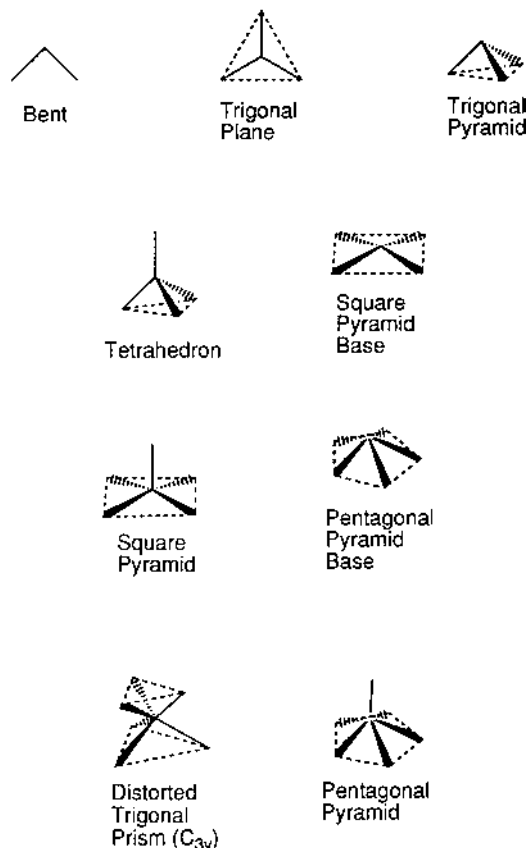 Bent
Trigonal
Plane
Trigonal
Pyramid
Tetrahedron
Square
Pyramid
Base
Square
Pyramid
Pentagonal
Pyramid
Base
Distorted
Trigonal
Prism (C3v)
Pentagonal
Pyramid